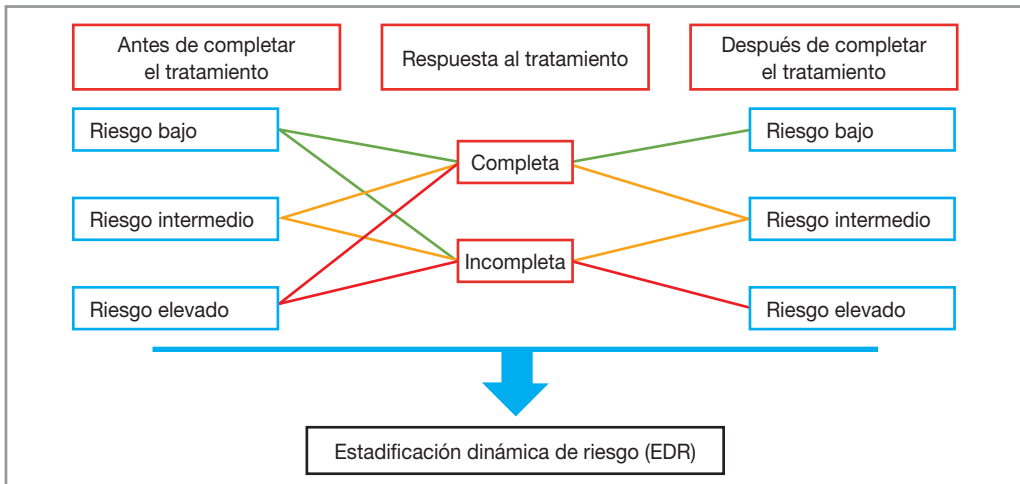 Antes de completar
el tratamiento
Respuesta al tratamiento
Después de completar
el tratamiento
Riesgo bajo
Riesgo bajo
Completa
Riesgo intermedio
Riesgo intermedio
Incompleta
Riesgo elevado
Riesgo elevado
Estadificación dinámica de riesgo (EDR)